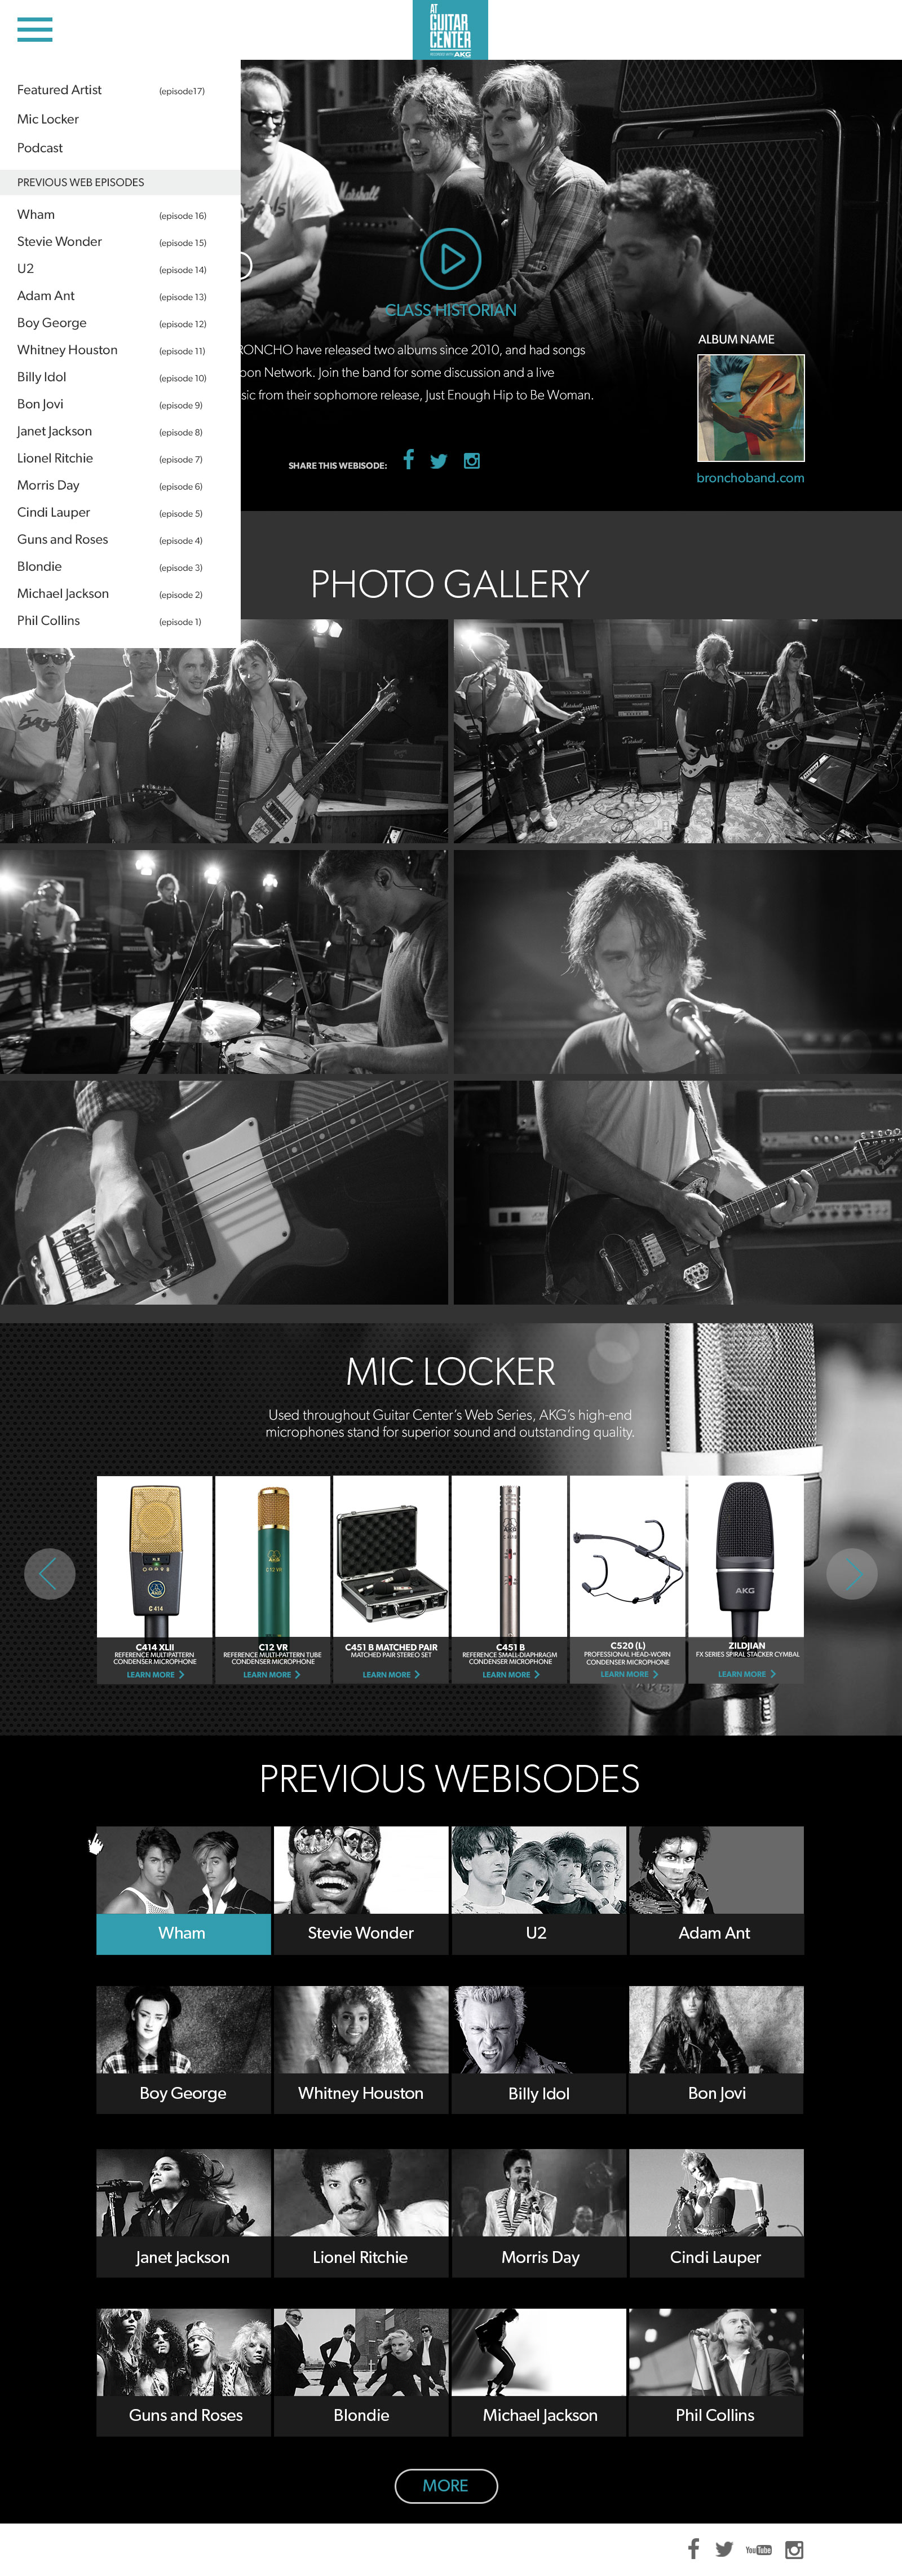 AT
GUITAR
CENTER
RECORDED WITH AKG
Featured Artist (episode17)
Mic Locker
Podcast
PREVIOUS WEB EPISODES
Wham (episode 16)
Stevie Wonder (episode 15)
U2 (episode 14)
Adam Ant (episode 13)
Boy George (episode 12)
Whitney Houston (episode 11)
Billy Idol (episode 10)
Bon Jovi (episode 9)
Janet Jackson (episode 8)
Lionel Ritchie (episode 7)
Morris Day (episode 6)
Cindi Lauper (episode 5)
Guns and Roses (episode 4)
Blondie (episode 3)
Michael Jackson (episode 2)
Phil Collins (episode 1)
Marshall
CLASS HISTORIAN
RONCHO have released two albums since 2010, and had songs
oon Network. Join the band for some discussion and a live
sic from their sophomore release, Just Enough Hip to Be Woman.
SHARE THIS WEBISODE:
ALBUM NAME
bronchoband.com
PHOTO GALLERY
MIC LOCKER
Used throughout Guitar Center's Web Series, AKG's high-end
microphones stand for superior sound and outstanding quality.
C414 XLII
REFERENCE MULTIPATTERN
CONDENSER MICROPHONE
LEARN MORE
C12 VR
REFERENCE MULTI-PATTERN TUBE
CONDENSER MICROPHONE
LEARN MORE
C451 B MATCHED PAIR
MATCHED PAIR STEREO SET
LEARN MORE
C451 B
REFERENCE SMALL-DIAPHRAGM
CONDENSER MICROPHONE
LEARN MORE
C520 (L)
PROFESSIONAL HEAD-WORN
CONDENSER MICROPHONE
LEARN MORE
AKG
ZILDJIAN
FX SERIES SPIRAL STACKER CYMBAL
LEARN MORE
PREVIOUS WEBISODES
Wham
Stevie Wonder
U2
Adam Ant
Boy George
Whitney Houston
Billy Idol
Bon Jovi
Janet Jackson
Lionel Ritchie
Morris Day
Cindi Lauper
Guns and Roses
Blondie
Michael Jackson
Phil Collins
MORE
YouTube